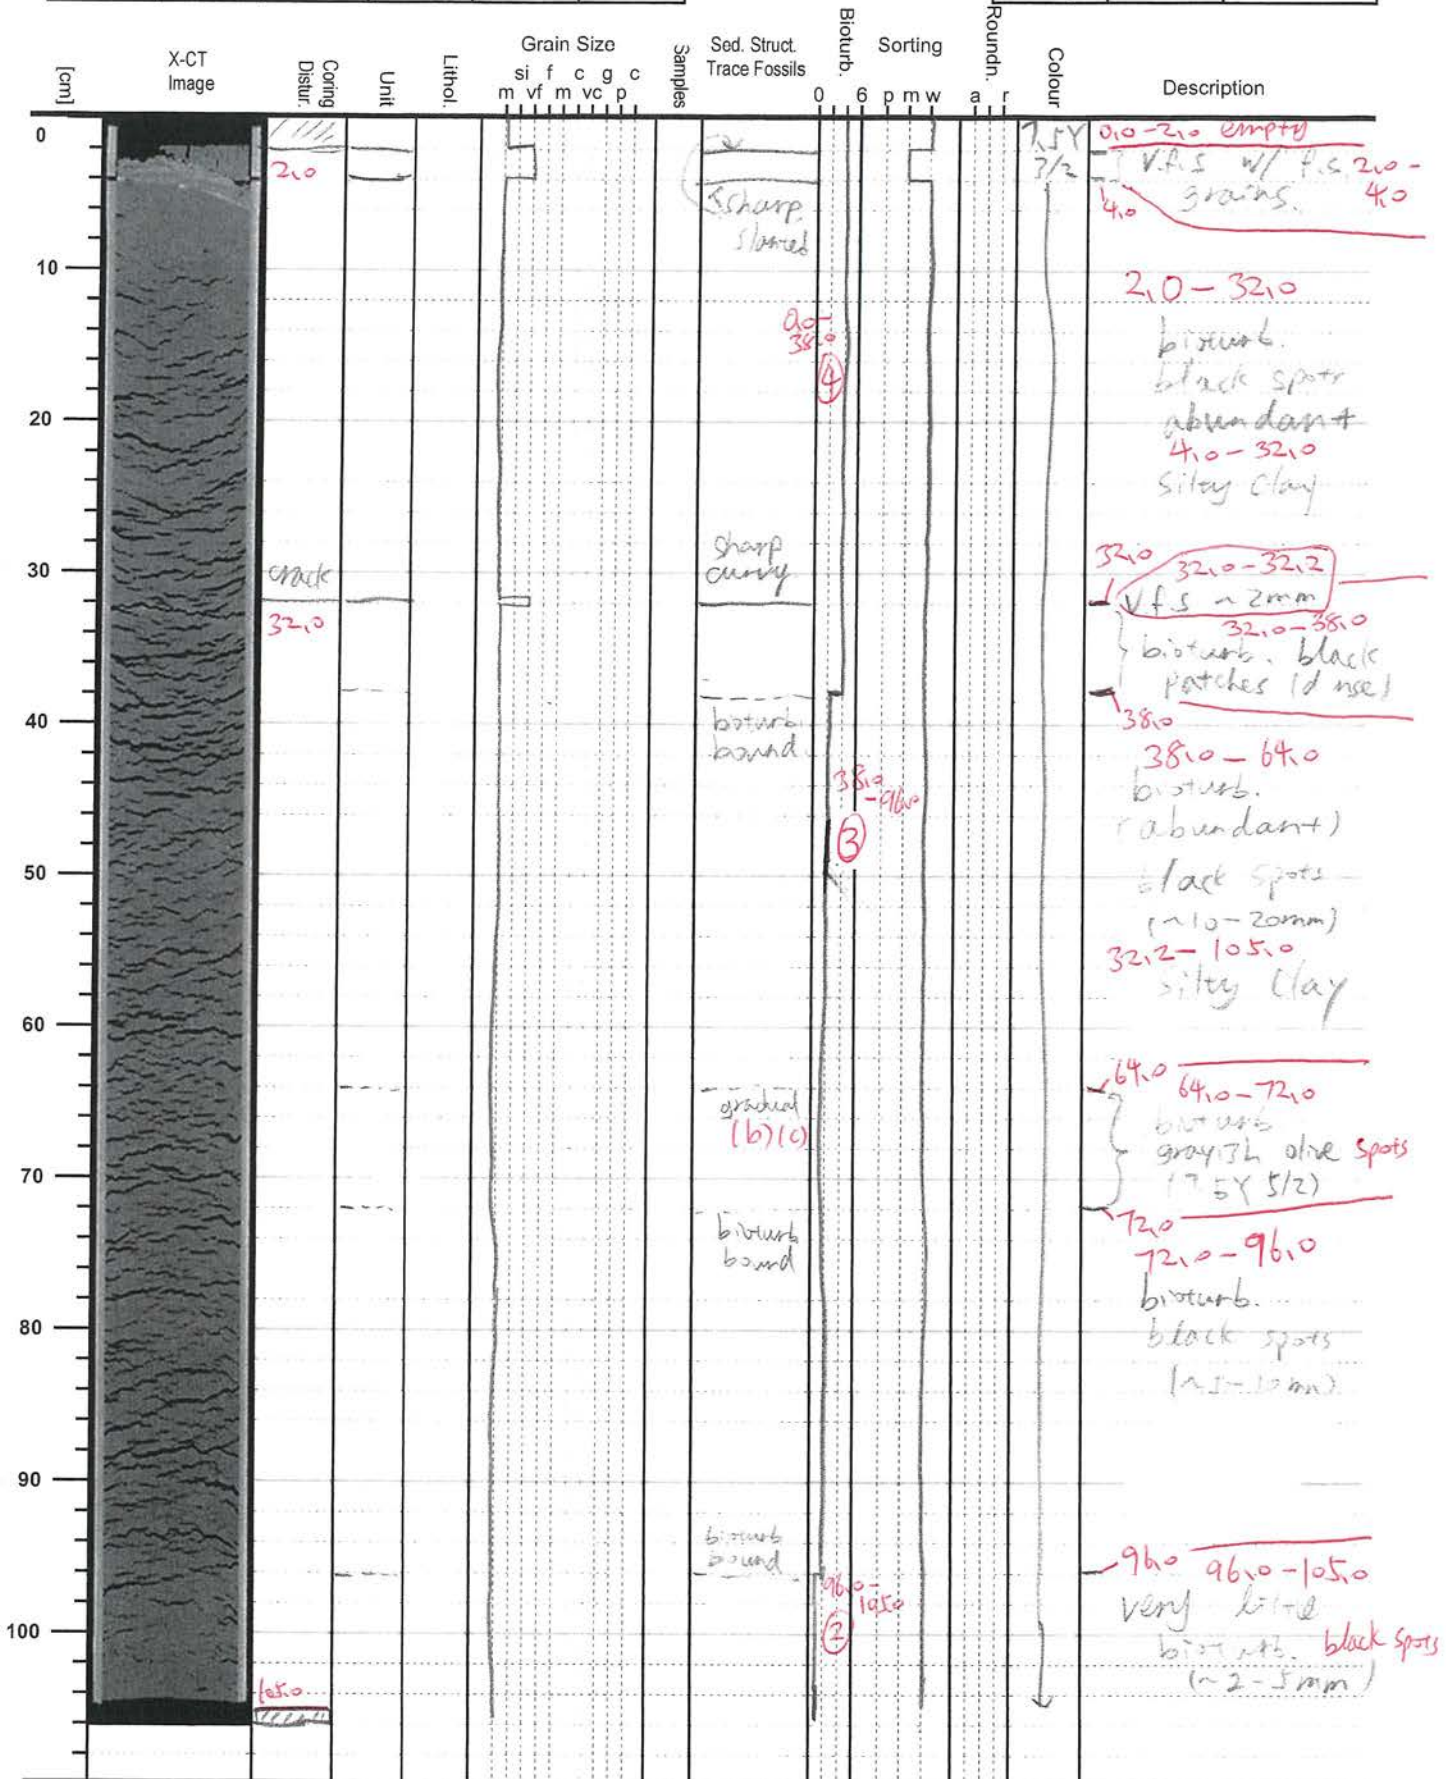 [cm]
X-CT
Image
Coring
Distur.
Unit
Lithol.
Grain Size
si f c g c
m vf m vc p
Samples
Sed. Struct.
Trace Fossils
Bioturb.
0 6
Sorting
p m w
Roundn.
a r
Colour
Description
0
10
20
30
40
50
60
70
80
90
100
2.0
crack
32.0
105.0
sharp
slanted
sharp
curvy
bioturb
bound.
gradual
(b)(c)
bioturb
bound
bioturb
bound
0.0-
38.0
4
38.0
-96.0
3
96.0-
105.0
2
7.5Y
3/2
0.0-2.0 empty
V.f.s w/ f.s. 2.0-
grains. 4.0
4.0
2.0-32.0
bioturb.
black spots
abundant
4.0-32.0
Silty Clay
32.0
32.0-32.2
V.f.s ~2mm
32.0-38.0
bioturb. black
patches (d nse)
38.0
38.0-64.0
bioturb.
(abundant)
black spots
(~10-20mm)
32.2-105.0
Silty Clay
64.0
64.0-72.0
bioturb
grayish olive spots
(7.5Y 5/2)
72.0
72.0-96.0
bioturb.
black spots
96.0
96.0-105.0
very
bioturb. black spots
(~2-5mm)